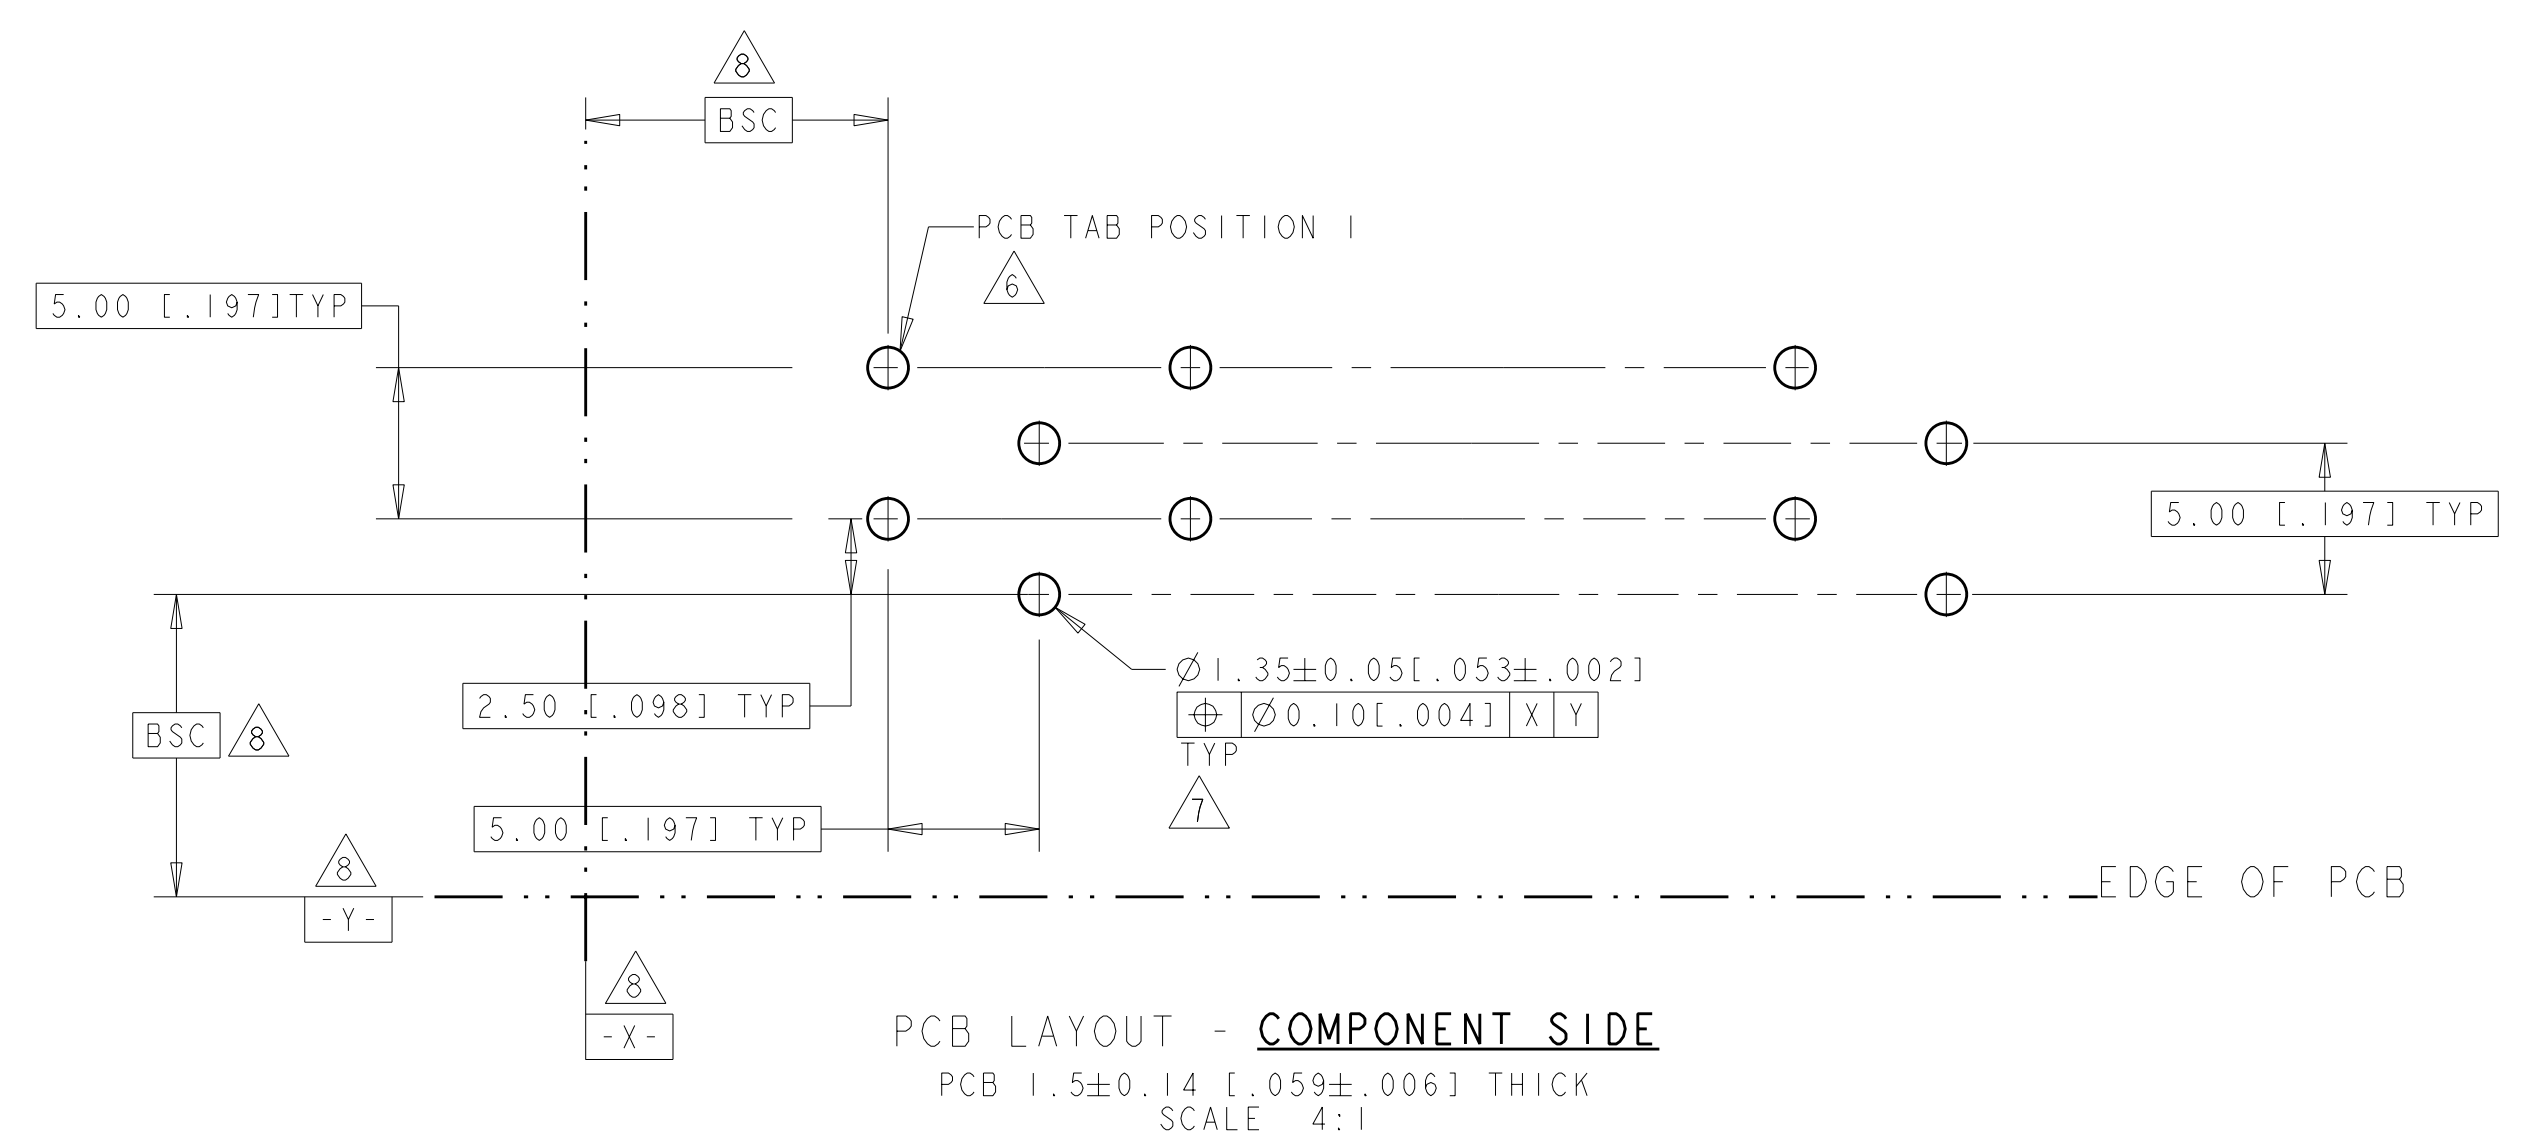 8
BSC
PCB TAB POSITION 1
6
5.00 [.197]TYP
5.00 [.197] TYP
2.50 [.098] TYP
Ø1.35±0.05[.053±.002]
⌖ Ø0.10[.004] X Y
TYP
7
BSC 8
5.00 [.197] TYP
8
-Y-
EDGE OF PCB
8
-X-
PCB LAYOUT - COMPONENT SIDE
PCB 1.5±0.14 [.059±.006] THICK
SCALE 4:1